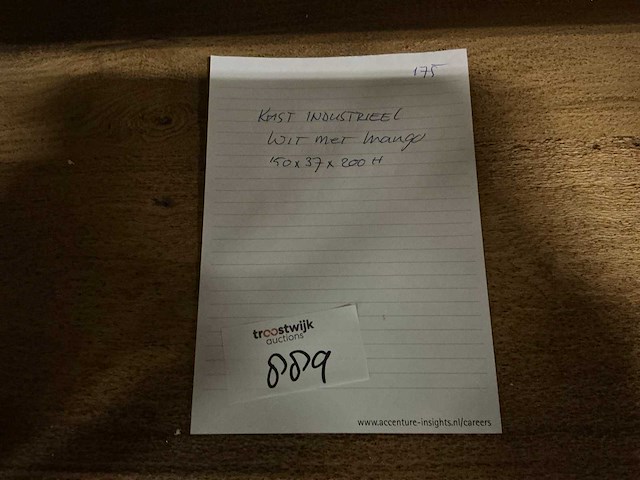 175
KAST INDUSTRIEEL
WIT MET Mango
150 x 37 x 200 H
troostwijk
auctions
889
www.accenture-insights.nl/careers